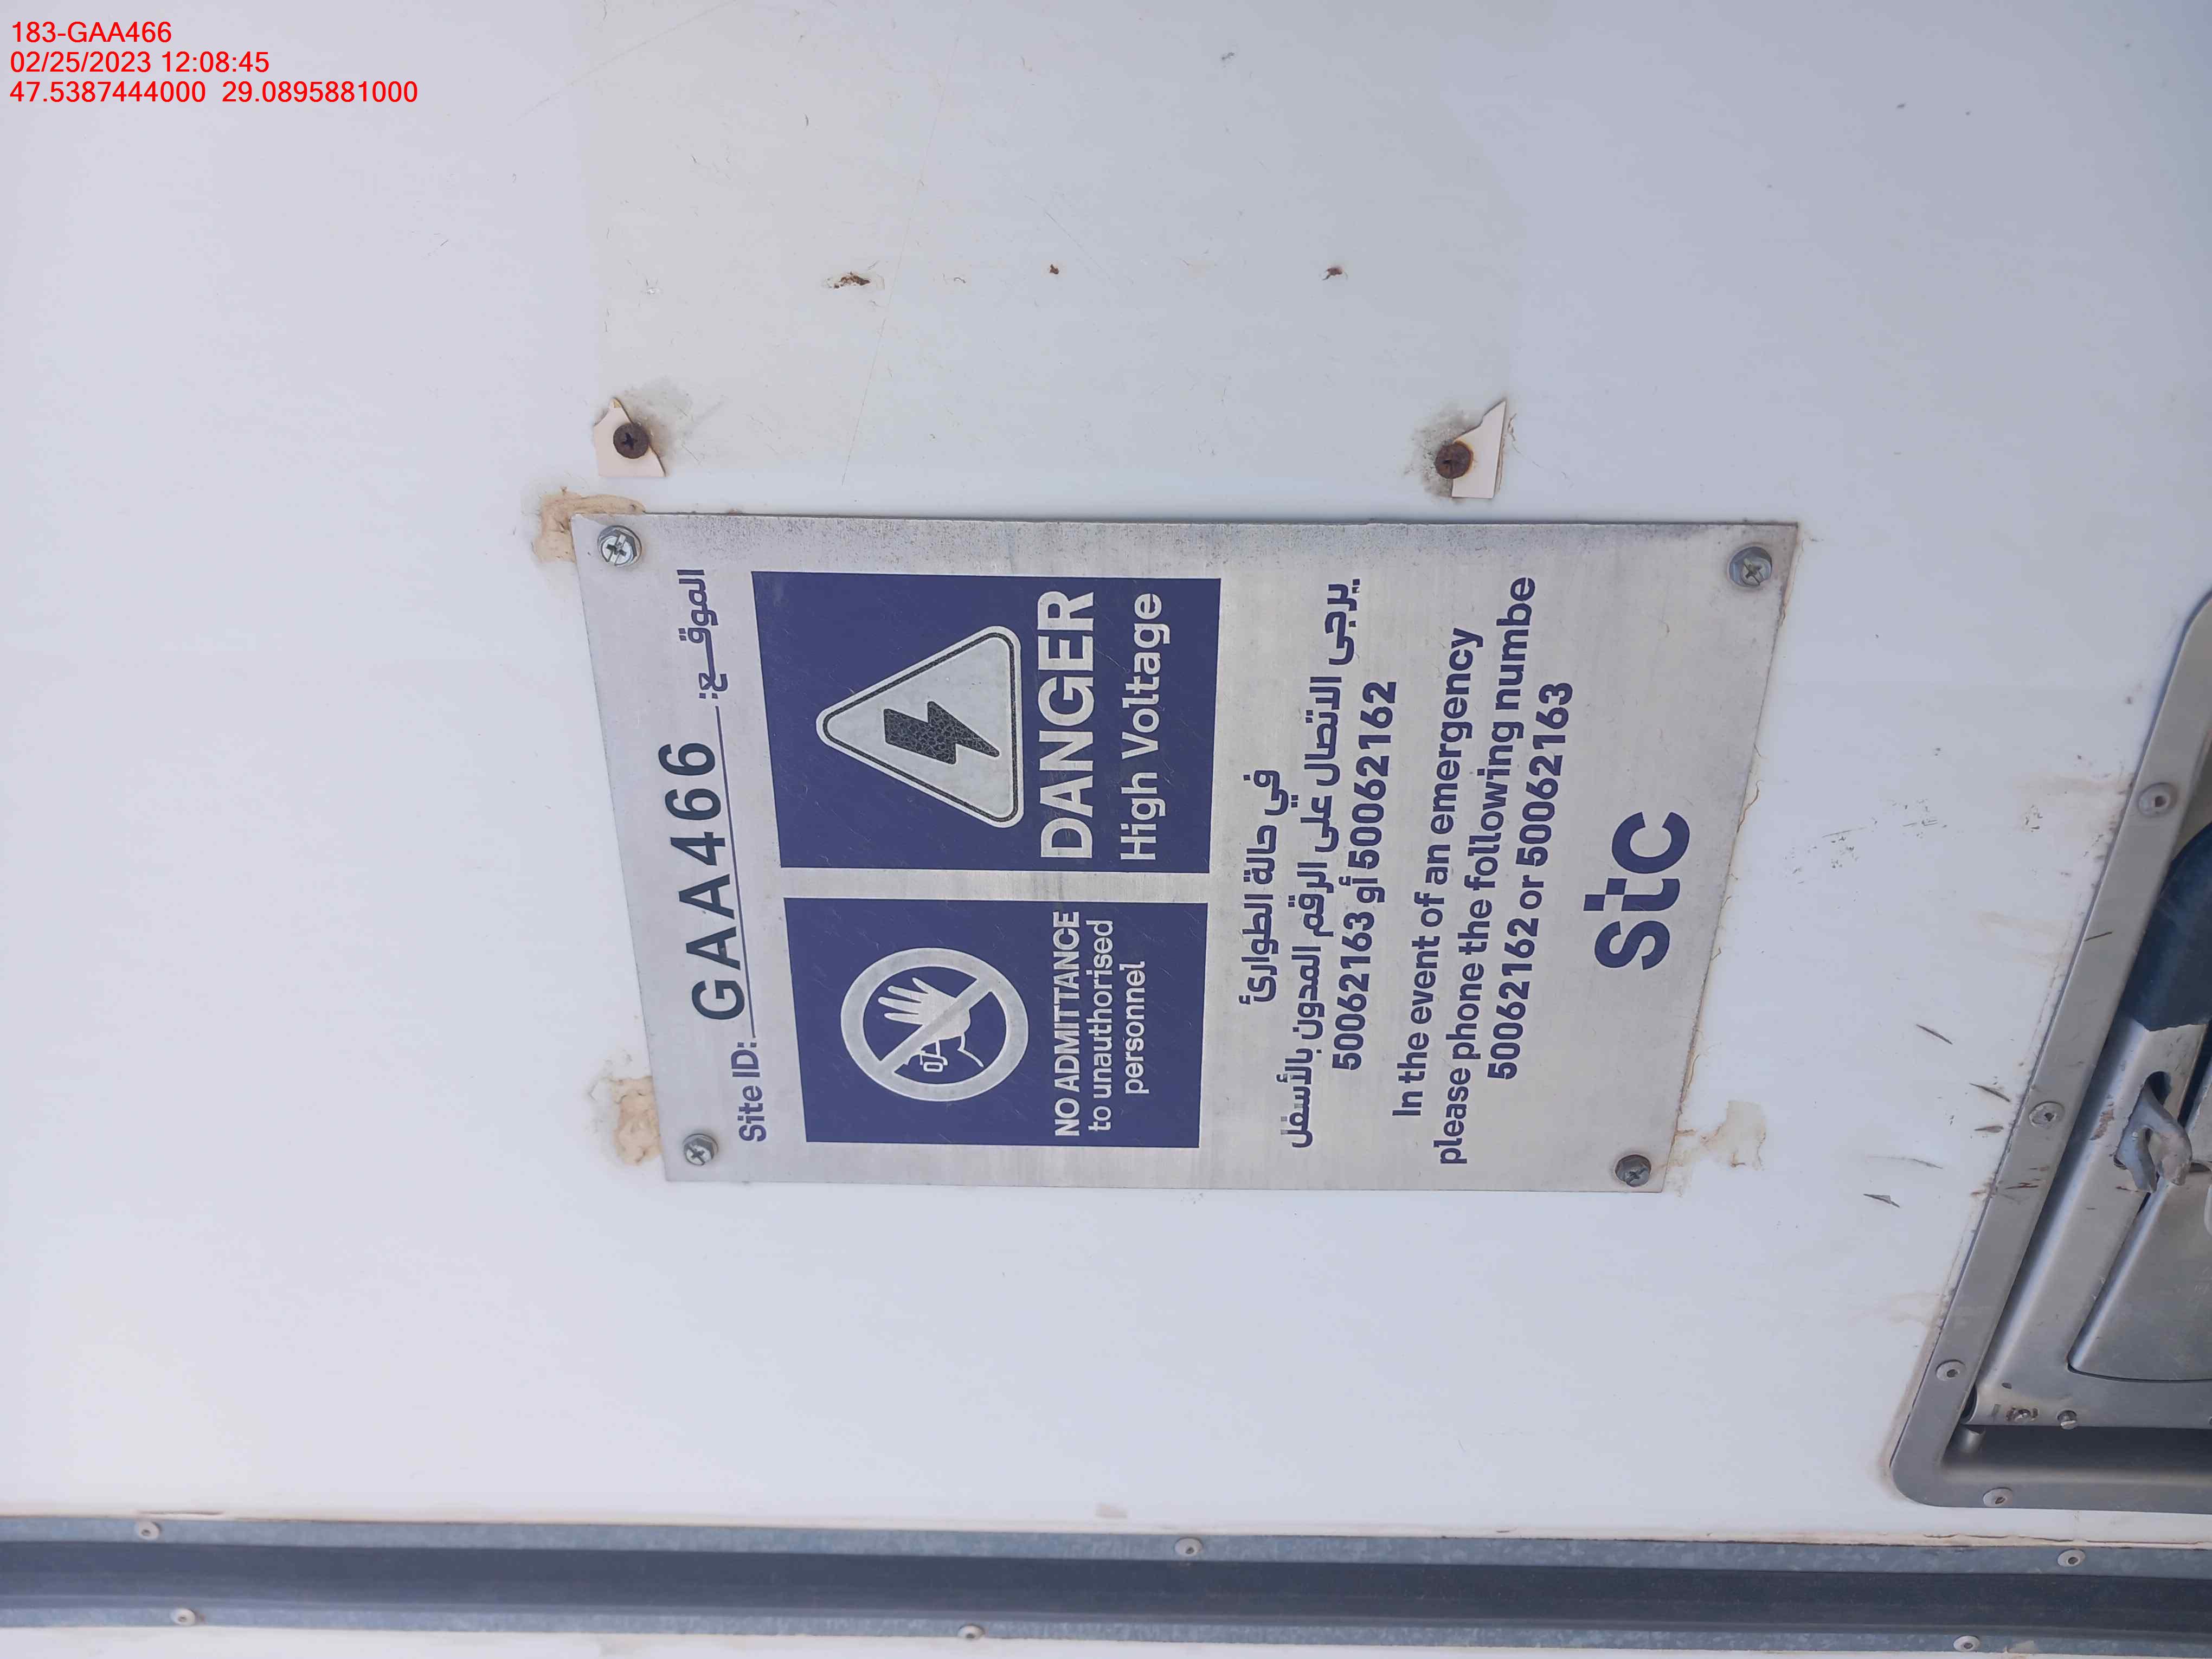 183-GAA466
02/25/2023 12:08:45
47.5387444000 29.0895881000
Site ID: GAA466 الموقـــع:
NO ADMITTANCE
to unauthorised
personnel
DANGER
High Voltage
في حالة الطوارئ
يرجى الاتصال على الرقم المدون بالأسفل
50062162 أو 50062163
In the event of an emergency
please phone the following numbe
50062162 or 50062163
stc